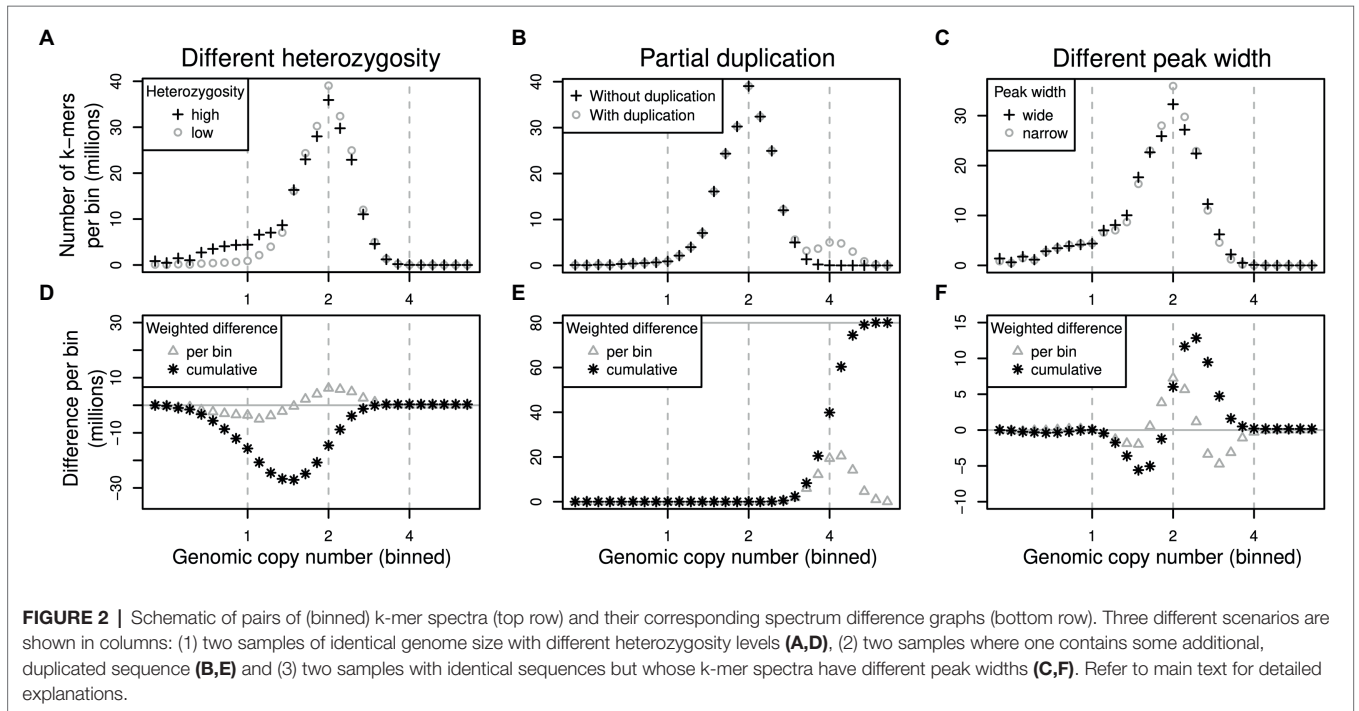 A
Different heterozygosity
Number of k−mers
per bin (millions)
40
30
20
10
0
Heterozygosity
high
low
1
2
4
B
Partial duplication
40
30
20
10
0
Without duplication
With duplication
1
2
4
C
Different peak width
30
20
10
0
Peak width
wide
narrow
1
2
4
D
Difference per bin
(millions)
30
10
−10
−30
Weighted difference
per bin
cumulative
1
2
4
Genomic copy number (binned)
E
80
60
40
20
0
Weighted difference
per bin
cumulative
1
2
4
Genomic copy number (binned)
F
15
10
5
0
−5
−10
Weighted difference
per bin
cumulative
1
2
4
Genomic copy number (binned)
FIGURE 2 | Schematic of pairs of (binned) k-mer spectra (top row) and their corresponding spectrum difference graphs (bottom row). Three different scenarios are
shown in columns: (1) two samples of identical genome size with different heterozygosity levels (A,D), (2) two samples where one contains some additional,
duplicated sequence (B,E) and (3) two samples with identical sequences but whose k-mer spectra have different peak widths (C,F). Refer to main text for detailed
explanations.